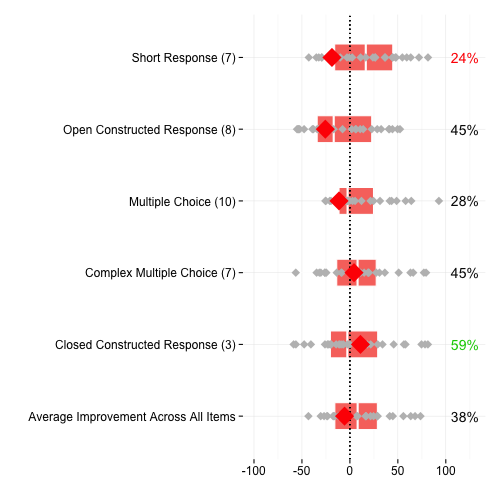 Short Response (7) 24%
Open Constructed Response (8) 45%
Multiple Choice (10) 28%
Complex Multiple Choice (7) 45%
Closed Constructed Response (3) 59%
Average Improvement Across All Items 38%
-100 -50 0 50 100